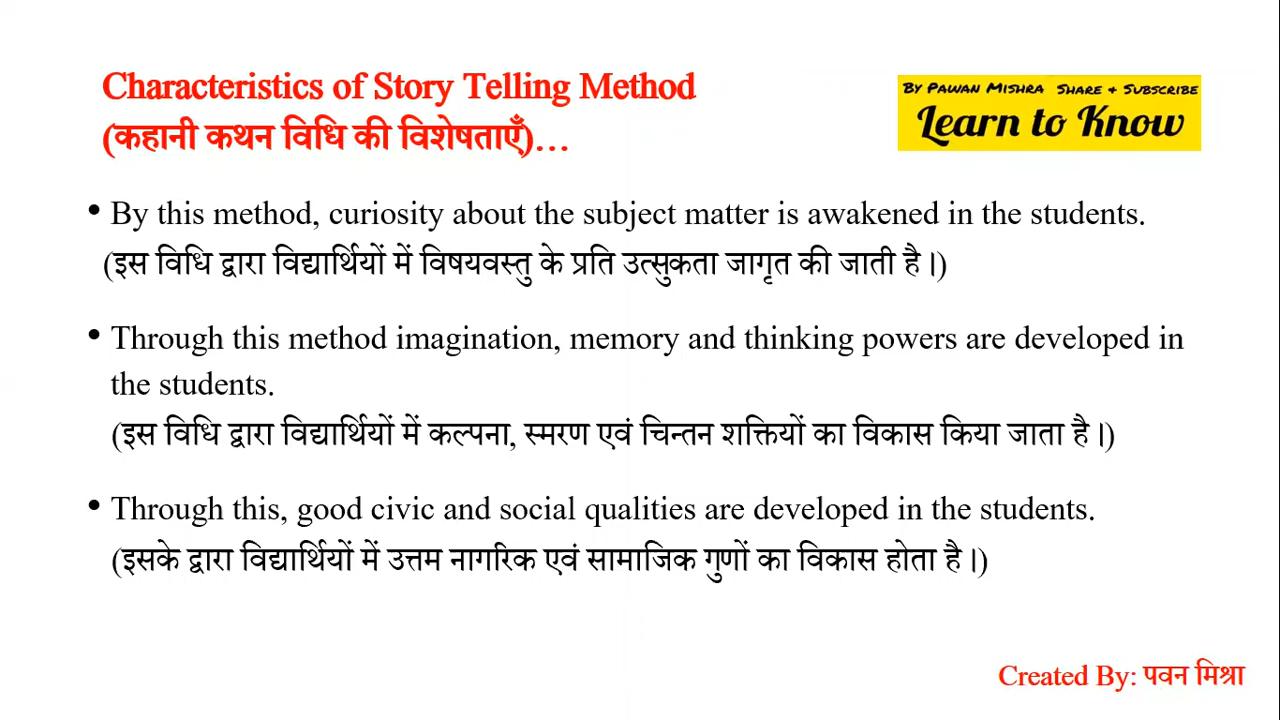 Characteristics of Story Telling Method
(कहानी कथन विधि की विशेषताएँ)...
By Pawan Mishra Share & Subscribe
Learn to Know
• By this method, curiosity about the subject matter is awakened in the students.
(इस विधि द्वारा विद्यार्थियों में विषयवस्तु के प्रति उत्सुकता जागृत की जाती है।)
• Through this method imagination, memory and thinking powers are developed in
the students.
(इस विधि द्वारा विद्यार्थियों में कल्पना, स्मरण एवं चिन्तन शक्तियों का विकास किया जाता है।)
• Through this, good civic and social qualities are developed in the students.
(इसके द्वारा विद्यार्थियों में उत्तम नागरिक एवं सामाजिक गुणों का विकास होता है।)
Created By: पवन मिश्रा